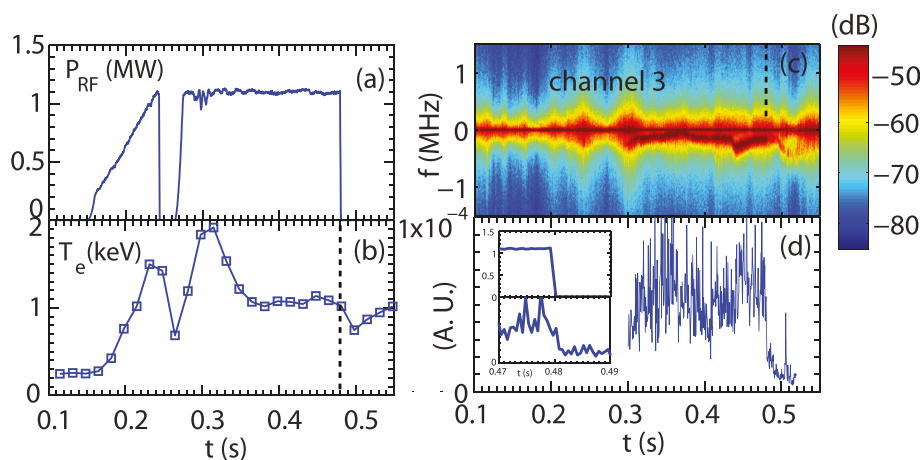 1.5
P_RF (MW)
(a)
1
0.5
0
2
T_e(keV)
(b)
1
0
0.1 0.2 0.3 0.4 0.5
t (s)
(dB)
−50
−60
−70
−80
channel 3
(c)
1
0
−1
f (MHz)
1x10^−4
(d)
(A. U.)
0
1.5
1
0.5
0
1
0
0.47 0.48 0.49
t (s)
0.1 0.2 0.3 0.4 0.5
t (s)